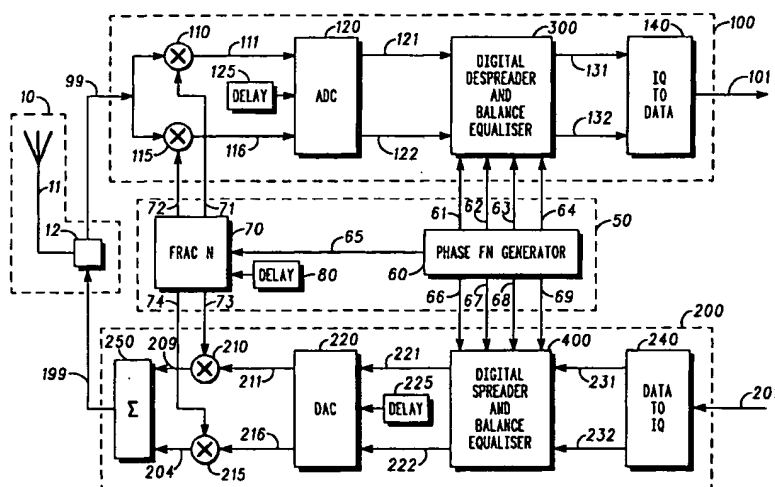 110
111
120
121
300
140
100
99
125
DELAY
ADC
DIGITAL
DESPREADER
AND
BALANCE
EQUALISER
131
132
IQ
TO
DATA
101
10
115
116
122
11
12
72
71
70
61
62
63
64
50
FRAC N
65
PHASE FN GENERATOR
DELAY
80
60
74
73
66
67
68
69
200
250
209
210
220
221
400
240
199
Σ
211
DAC
225
DELAY
DIGITAL
SPREADER
AND
BALANCE
EQUALISER
231
DATA
TO
IQ
204
215
216
222
232